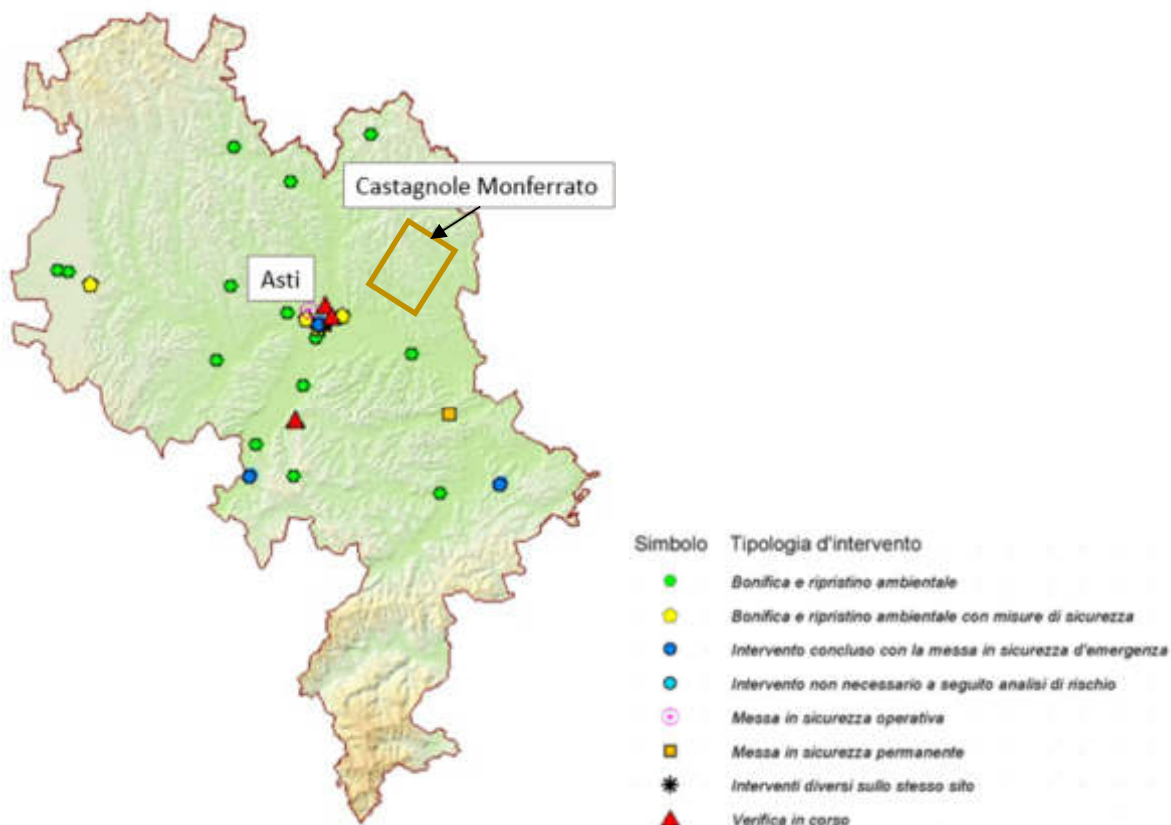 Castagnole Monferrato
Asti
Simbolo Tipologia d'intervento
Bonifica e ripristino ambientale
Bonifica e ripristino ambientale con misure di sicurezza
Intervento concluso con la messa in sicurezza d'emergenza
Intervento non necessario a seguito analisi di rischio
Messa in sicurezza operativa
Messa in sicurezza permanente
Interventi diversi sullo stesso sito
Verifica in corso